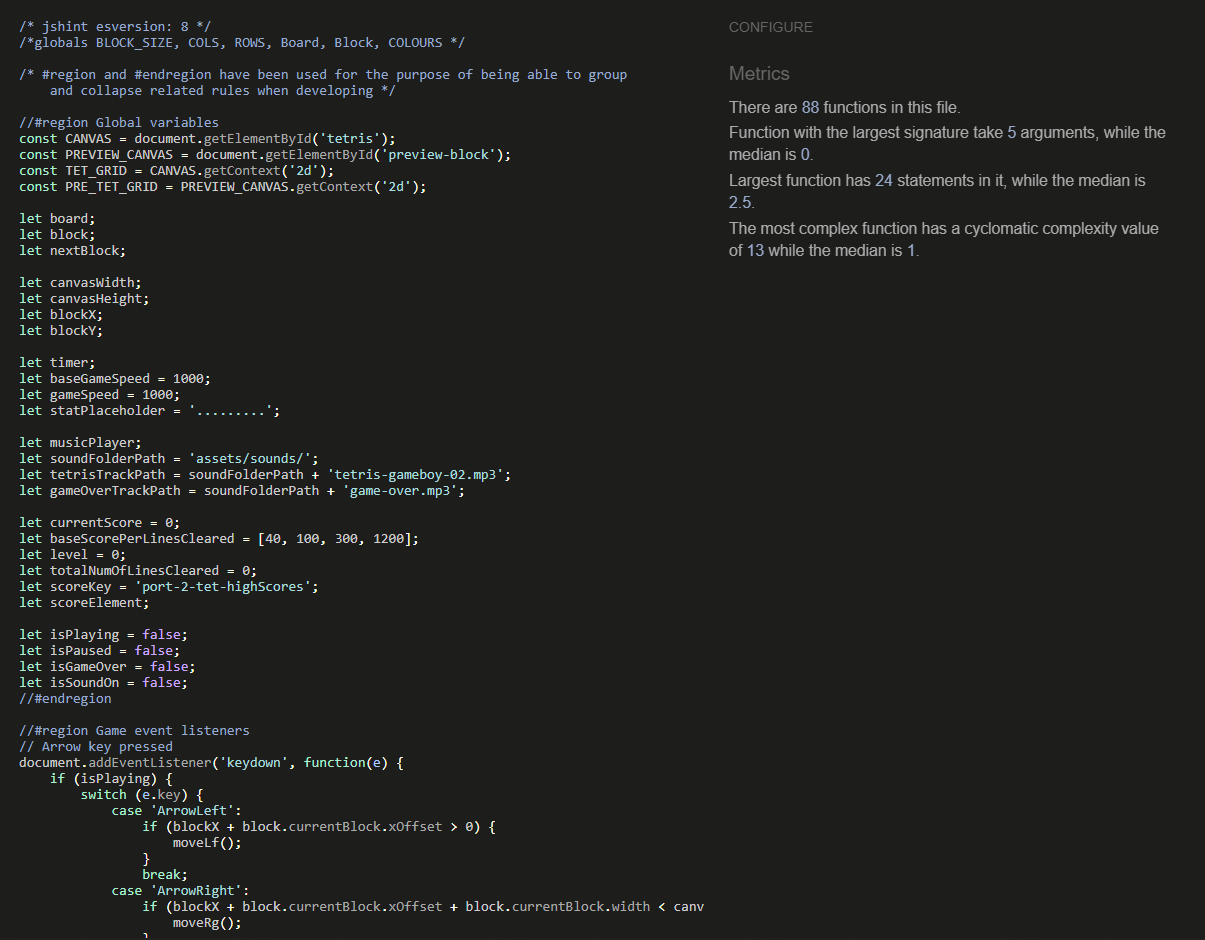 /* jshint esversion: 8 */
/*globals BLOCK_SIZE, COLS, ROWS, Board, Block, COLOURS */
/* #region and #endregion have been used for the purpose of being able to group
and collapse related rules when developing */
//#region Global variables
const CANVAS = document.getElementById('tetris');
const PREVIEW_CANVAS = document.getElementById('preview-block');
const TET_GRID = CANVAS.getContext('2d');
const PRE_TET_GRID = PREVIEW_CANVAS.getContext('2d');
let board;
let block;
let nextBlock;
let canvasWidth;
let canvasHeight;
let blockX;
let blockY;
let timer;
let baseGameSpeed = 1000;
let gameSpeed = 1000;
let statPlaceholder = '.........';
let musicPlayer;
let soundFolderPath = 'assets/sounds/';
let tetrisTrackPath = soundFolderPath + 'tetris-gameboy-02.mp3';
let gameOverTrackPath = soundFolderPath + 'game-over.mp3';
let currentScore = 0;
let baseScorePerLinesCleared = [40, 100, 300, 1200];
let level = 0;
let totalNumOfLinesCleared = 0;
let scoreKey = 'port-2-tet-highScores';
let scoreElement;
let isPlaying = false;
let isPaused = false;
let isGameOver = false;
let isSoundOn = false;
//#endregion
//#region Game event listeners
// Arrow key pressed
document.addEventListener('keydown', function(e) {
if (isPlaying) {
switch (e.key) {
case 'ArrowLeft':
if (blockX + block.currentBlock.xOffset > 0) {
moveLf();
}
break;
case 'ArrowRight':
if (blockX + block.currentBlock.xOffset + block.currentBlock.width < canv
moveRg();
}
CONFIGURE
Metrics
There are 88 functions in this file.
Function with the largest signature take 5 arguments, while the
median is 0.
Largest function has 24 statements in it, while the median is
2.5.
The most complex function has a cyclomatic complexity value
of 13 while the median is 1.